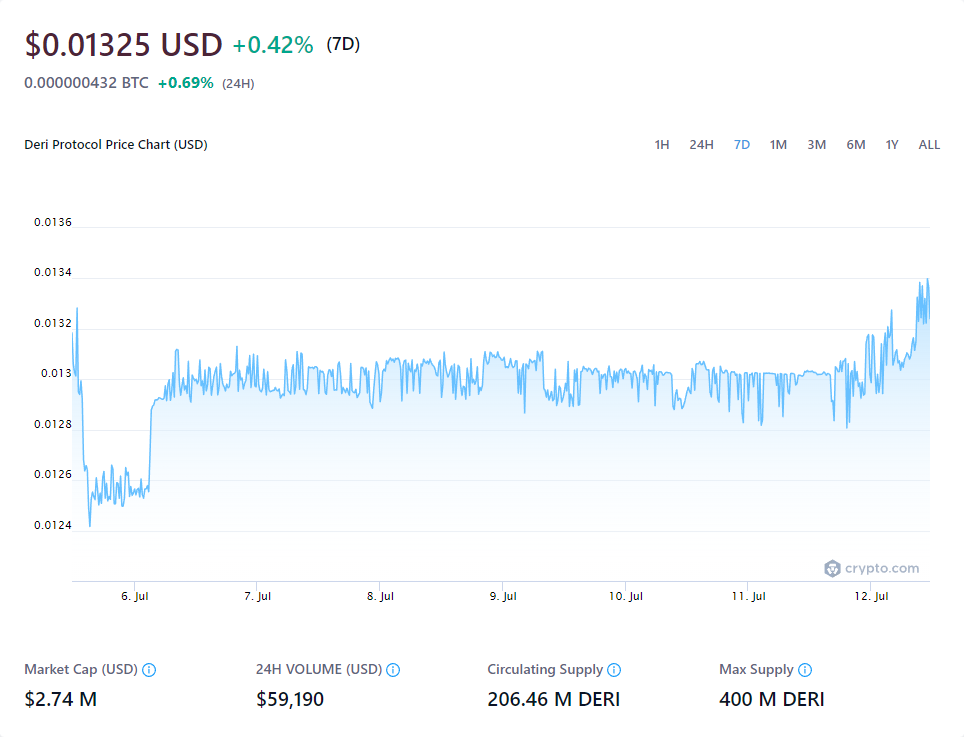 $0.01325 USD +0.42% (7D)
0.000000432 BTC +0.69% (24H)
Deri Protocol Price Chart (USD) 1H 24H 7D 1M 3M 6M 1Y ALL
0.0136
0.0134
0.0132
0.013
0.0128
0.0126
0.0124
crypto.com
6. Jul 7. Jul 8. Jul 9. Jul 10. Jul 11. Jul 12. Jul
Market Cap (USD) 24H VOLUME (USD) Circulating Supply Max Supply
$2.74 M $59,190 206.46 M DERI 400 M DERI